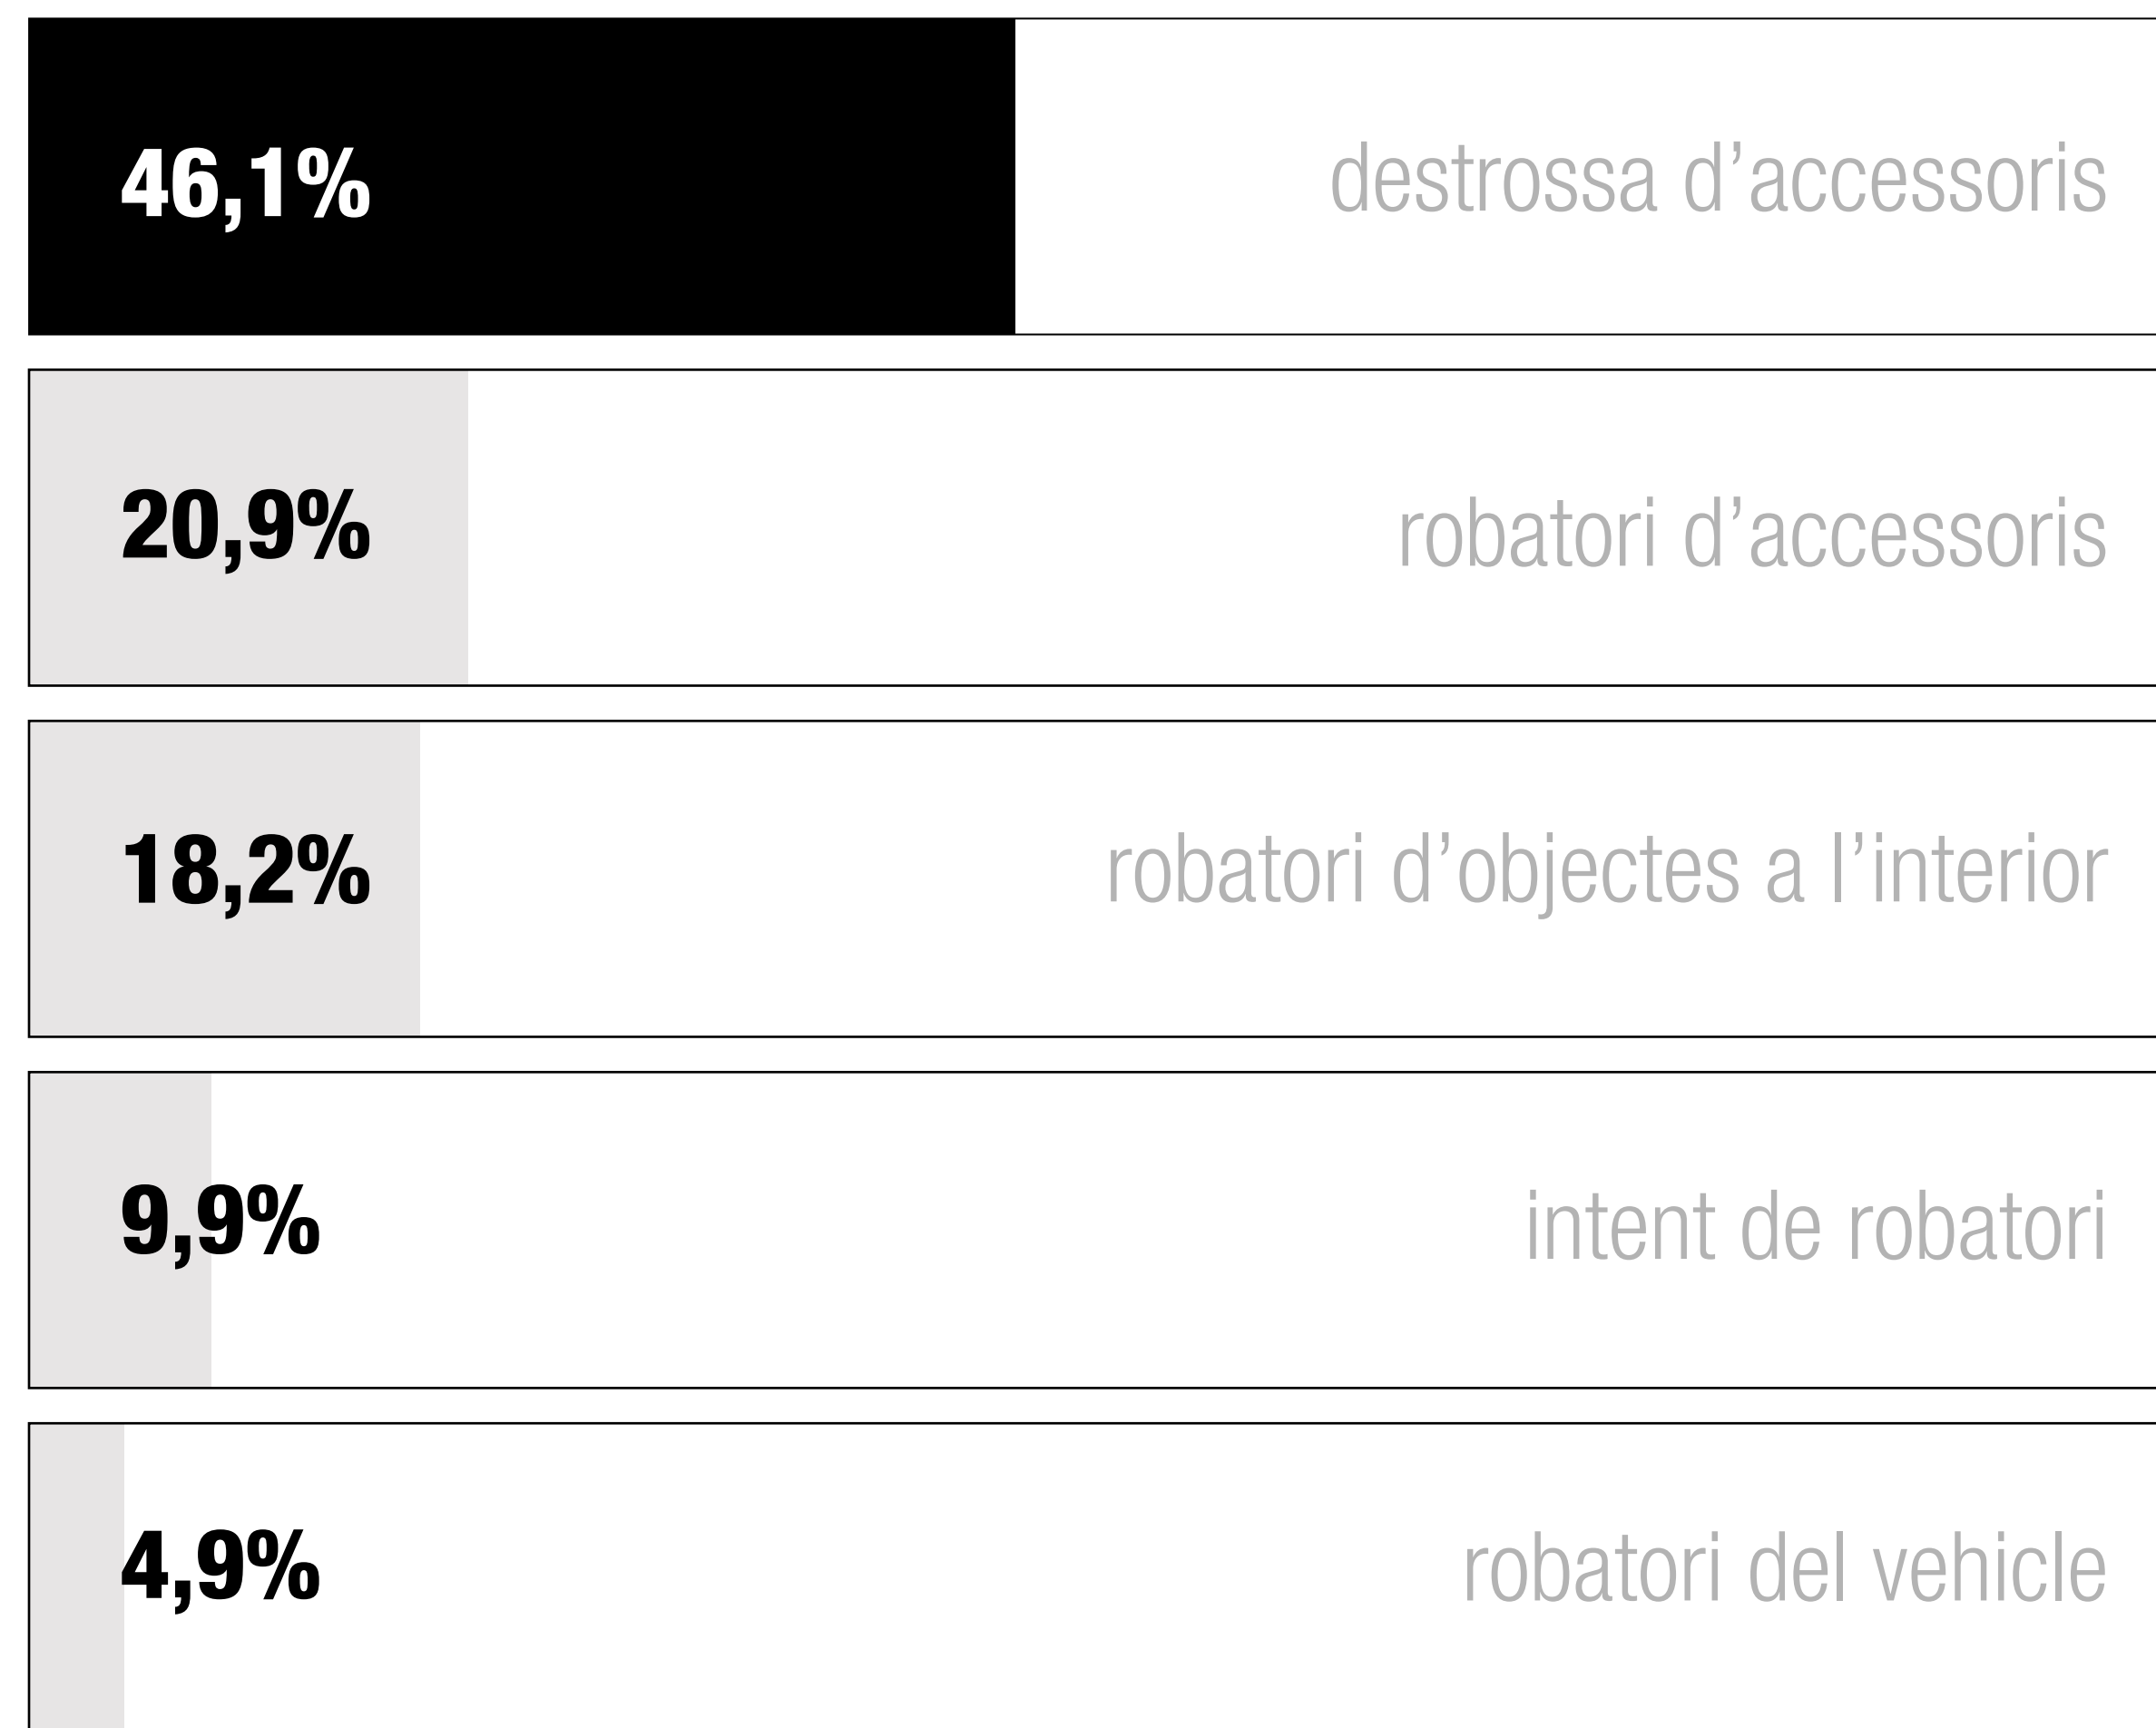 46,1% destrossa d’accessoris
20,9% robatori d’accessoris
18,2% robatori d’objectes a l’interior
9,9% intent de robatori
4,9% robatori del vehicle